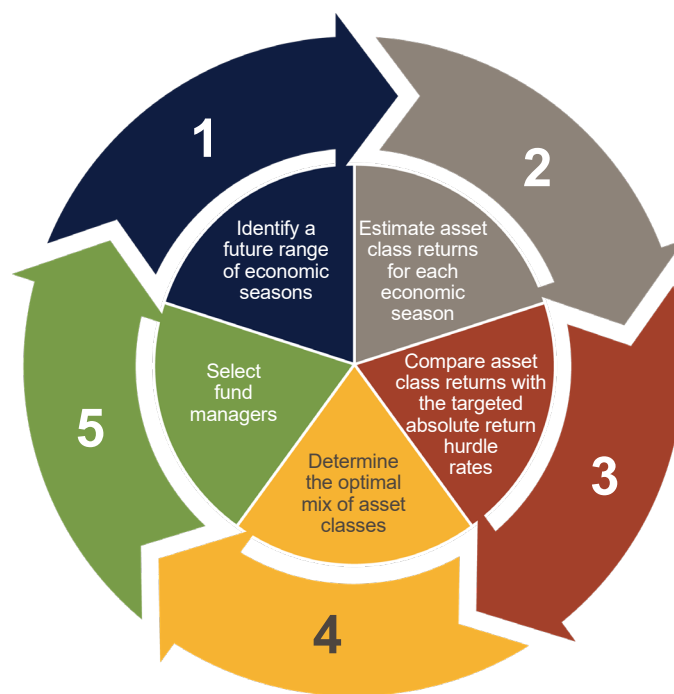 1
Identify a
future range
of economic
seasons
2
Estimate asset
class returns
for each
economic
season
3
Compare asset
class returns with
the targeted
absolute return
hurdle
rates
4
Determine
the optimal
mix of asset
classes
5
Select
fund
managers